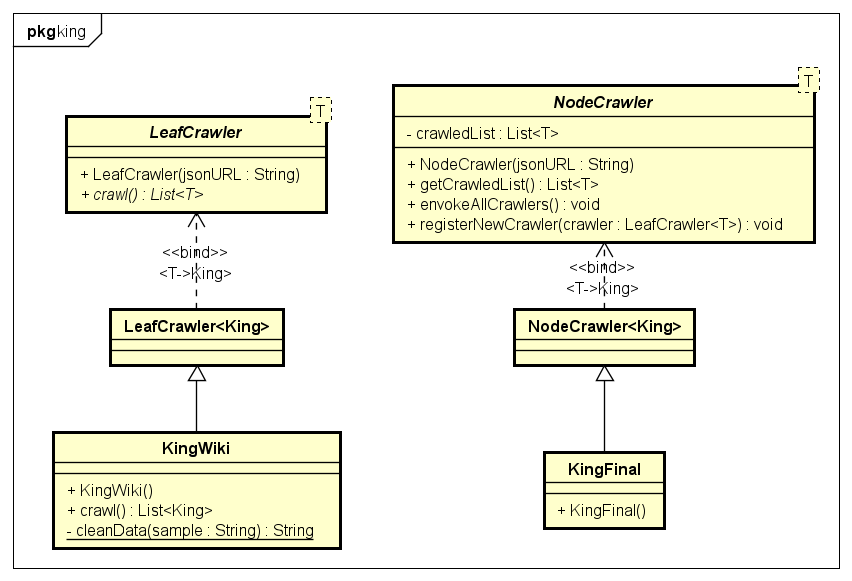 pkgking
T
LeafCrawler
+ LeafCrawler(jsonURL : String)
+ crawl() : List<T>
<<bind>>
<T->King>
LeafCrawler<King>
KingWiki
+ KingWiki()
+ crawl() : List<King>
- cleanData(sample : String) : String
T
NodeCrawler
- crawledList : List<T>
+ NodeCrawler(jsonURL : String)
+ getCrawledList() : List<T>
+ envokeAllCrawlers() : void
+ registerNewCrawler(crawler : LeafCrawler<T>) : void
<<bind>>
<T->King>
NodeCrawler<King>
KingFinal
+ KingFinal()